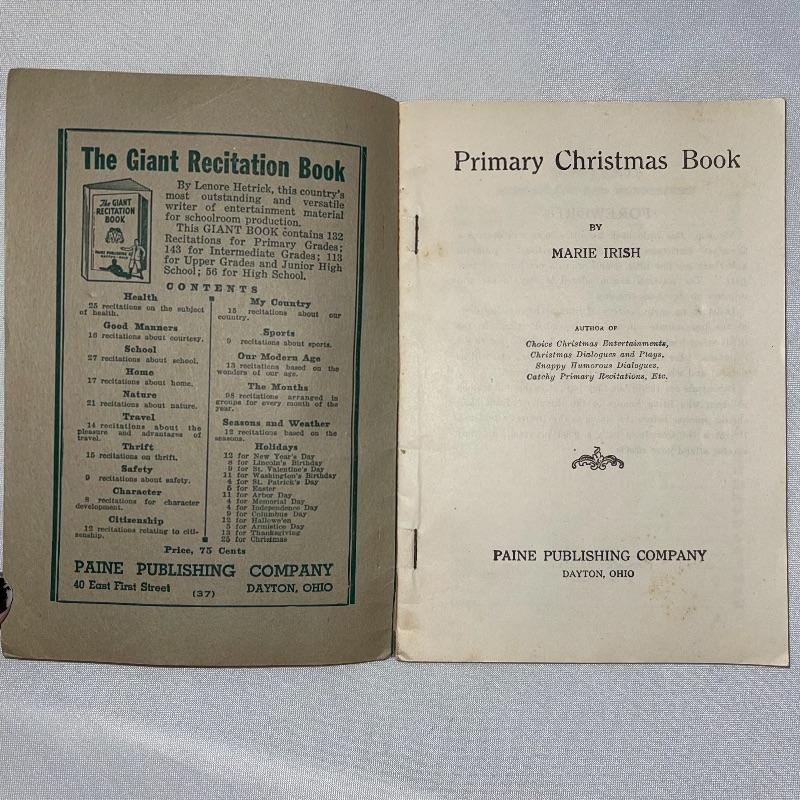 The Giant Recitation Book
The GIANT
RECITATION
BOOK
By Lenore Hetrick, this country's
most outstanding and versatile
writer of entertainment material
for schoolroom production.
This GIANT BOOK contains 132
Recitations for Primary Grades;
143 for Intermediate Grades; 113
for Upper Grades and Junior High
School; 56 for High School.
CONTENTS
Health
25 recitations on the subject
of health.
Good Manners
16 recitations about courtesy.
School
27 recitations about school.
Home
17 recitations about home.
Nature
21 recitations about nature.
Travel
14 recitations about the
pleasure and advantages of
travel.
Thrift
15 recitations on thrift.
Safety
9 recitations about safety.
Character
8 recitations for character
development.
Citizenship
12 recitations relating to citi-
zenship.
My Country
15 recitations about our
country.
Sports
9 recitations about sports.
Our Modern Age
13 recitations based on the
wonders of our age.
The Months
98 recitations arranged in
groups for every month of the
year.
Seasons and Weather
12 recitations based on the
seasons.
Holidays
12 for New Year's Day
8 for Lincoln's Birthday
9 for St. Valentine's Day
11 for Washington's Birthday
4 for St. Patrick's Day
5 for Easter
11 for Arbor Day
4 for Memorial Day
4 for Independence Day
9 for Columbus Day
12 for Hallowe'en
5 for Armistice Day
13 for Thanksgiving
25 for Christmas
Price, 75 Cents
PAINE PUBLISHING COMPANY
40 East First Street
(37)
DAYTON, OHIO
Primary Christmas Book
BY
MARIE IRISH
AUTHOR OF
Choice Christmas Entertainments,
Christmas Dialogues and Plays,
Snappy Humorous Dialogues,
Catchy Primary Recitations, Etc.
PAINE PUBLISHING COMPANY
DAYTON, OHIO